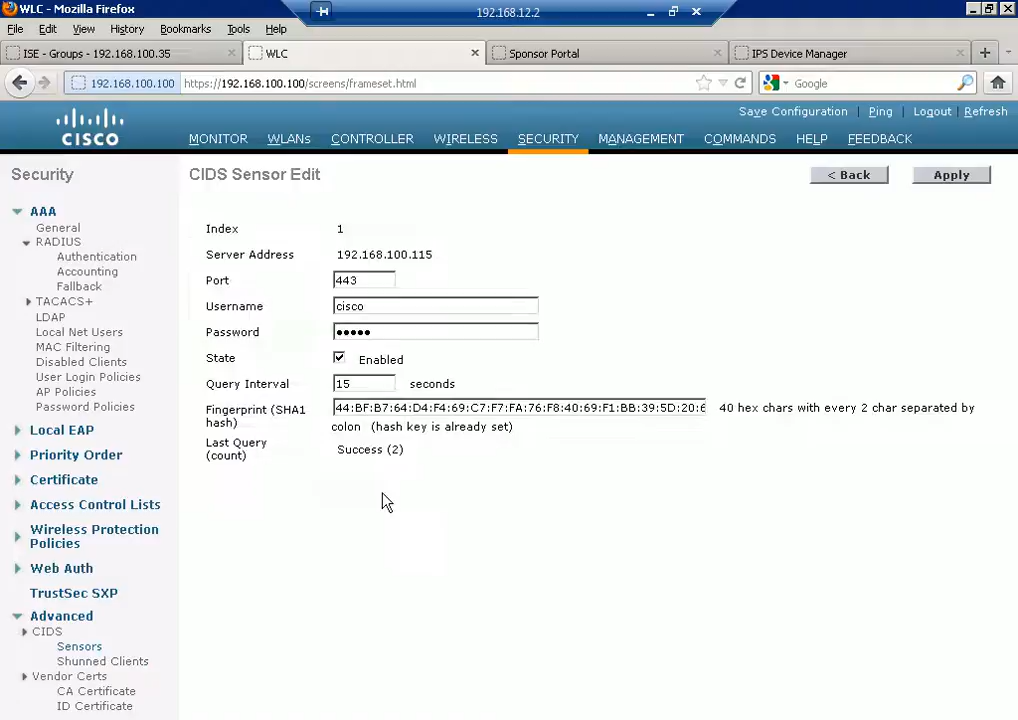 WLC - Mozilla Firefox
192.168.12.2
File Edit View History Bookmarks Tools Help
ISE - Groups - 192.168.100.35
WLC
Sponsor Portal
IPS Device Manager
192.168.100.100 https://192.168.100.100/screens/frameset.html
Google
Save Configuration Ping Logout Refresh
CISCO
MONITOR WLANs CONTROLLER WIRELESS SECURITY MANAGEMENT COMMANDS HELP FEEDBACK
Security
AAA
General
RADIUS
Authentication
Accounting
Fallback
TACACS+
LDAP
Local Net Users
MAC Filtering
Disabled Clients
User Login Policies
AP Policies
Password Policies
Local EAP
Priority Order
Certificate
Access Control Lists
Wireless Protection
Policies
Web Auth
TrustSec SXP
Advanced
CIDS
Sensors
Shunned Clients
Vendor Certs
CA Certificate
ID Certificate
CIDS Sensor Edit
< Back
Apply
Index 1
Server Address 192.168.100.115
Port 443
Username cisco
Password •••••
State Enabled
Query Interval 15 seconds
Fingerprint (SHA1
hash)
44:BF:B7:64:D4:F4:69:C7:F7:FA:76:F8:40:69:F1:BB:39:5D:20:6
40 hex chars with every 2 char separated by
colon (hash key is already set)
Last Query
(count)
Success (2)